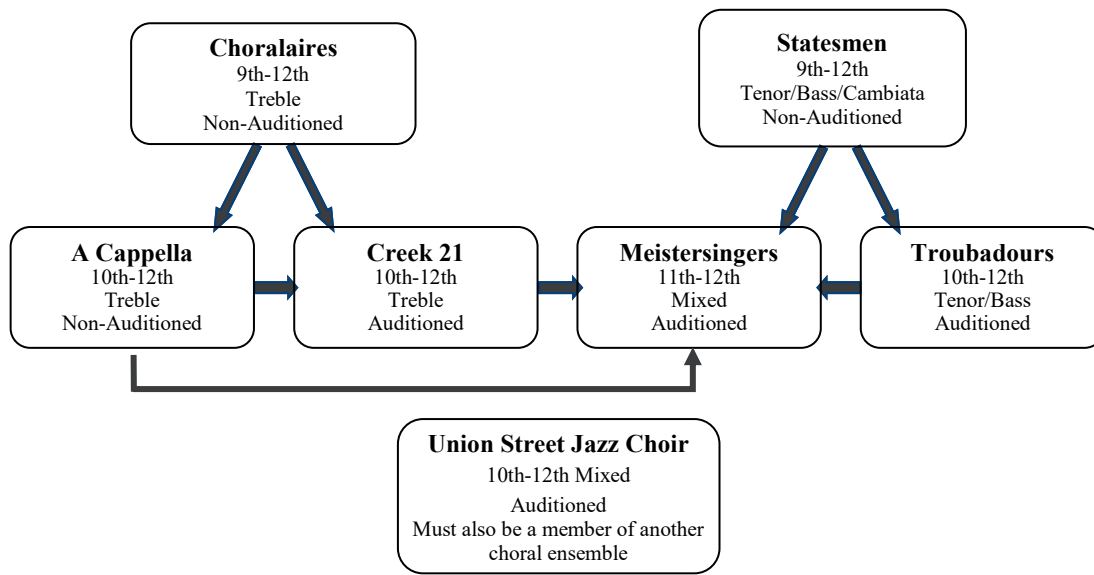 Choralaires
9th-12th
Treble
Non-Auditioned
Statesmen
9th-12th
Tenor/Bass/Cambiata
Non-Auditioned
A Cappella
10th-12th
Treble
Non-Auditioned
Creek 21
10th-12th
Treble
Auditioned
Meistersingers
11th-12th
Mixed
Auditioned
Troubadours
10th-12th
Tenor/Bass
Auditioned
Union Street Jazz Choir
10th-12th Mixed
Auditioned
Must also be a member of another
choral ensemble